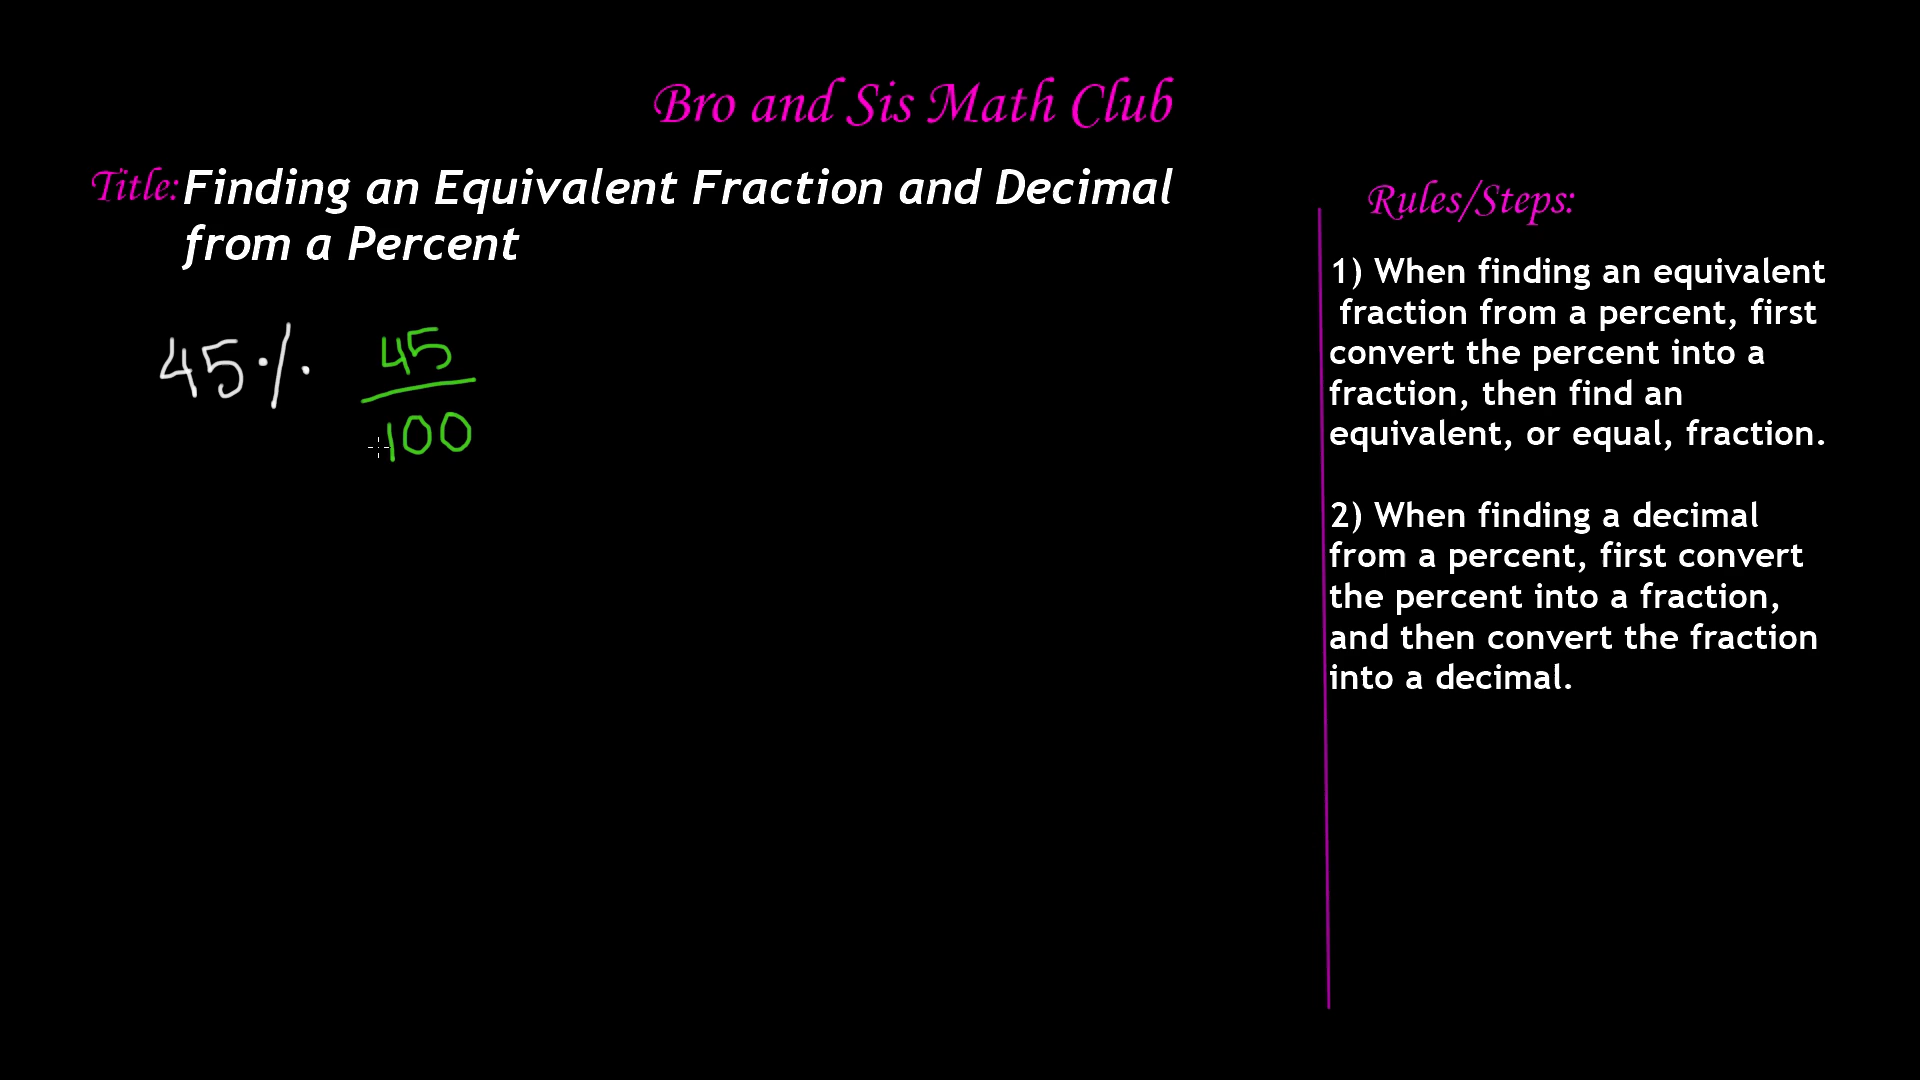 Bro and Sis Math Club
Title: Finding an Equivalent Fraction and Decimal
from a Percent
45%
45
100
Rules/Steps:
1) When finding an equivalent
fraction from a percent, first
convert the percent into a
fraction, then find an
equivalent, or equal, fraction.
2) When finding a decimal
from a percent, first convert
the percent into a fraction,
and then convert the fraction
into a decimal.